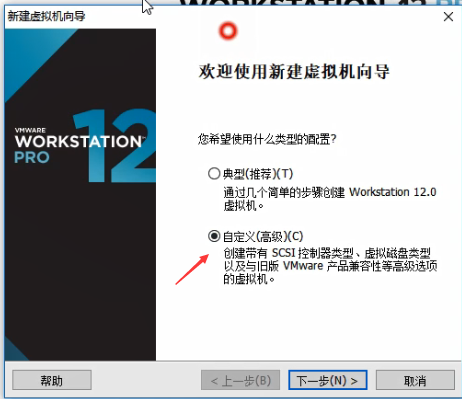 WORKSTATION 12 PR
新建虚拟机向导
欢迎使用新建虚拟机向导
您希望使用什么类型的配置?
VMWARE
WORKSTATION™
PRO
12
典型(推荐)(T)
通过几个简单的步骤创建 Workstation 12.0
虚拟机。
自定义(高级)(C)
创建带有 SCSI 控制器类型、虚拟磁盘类型
以及与旧版 VMware 产品兼容性等高级选项
的虚拟机。
帮助
< 上一步(B)
下一步(N) >
取消